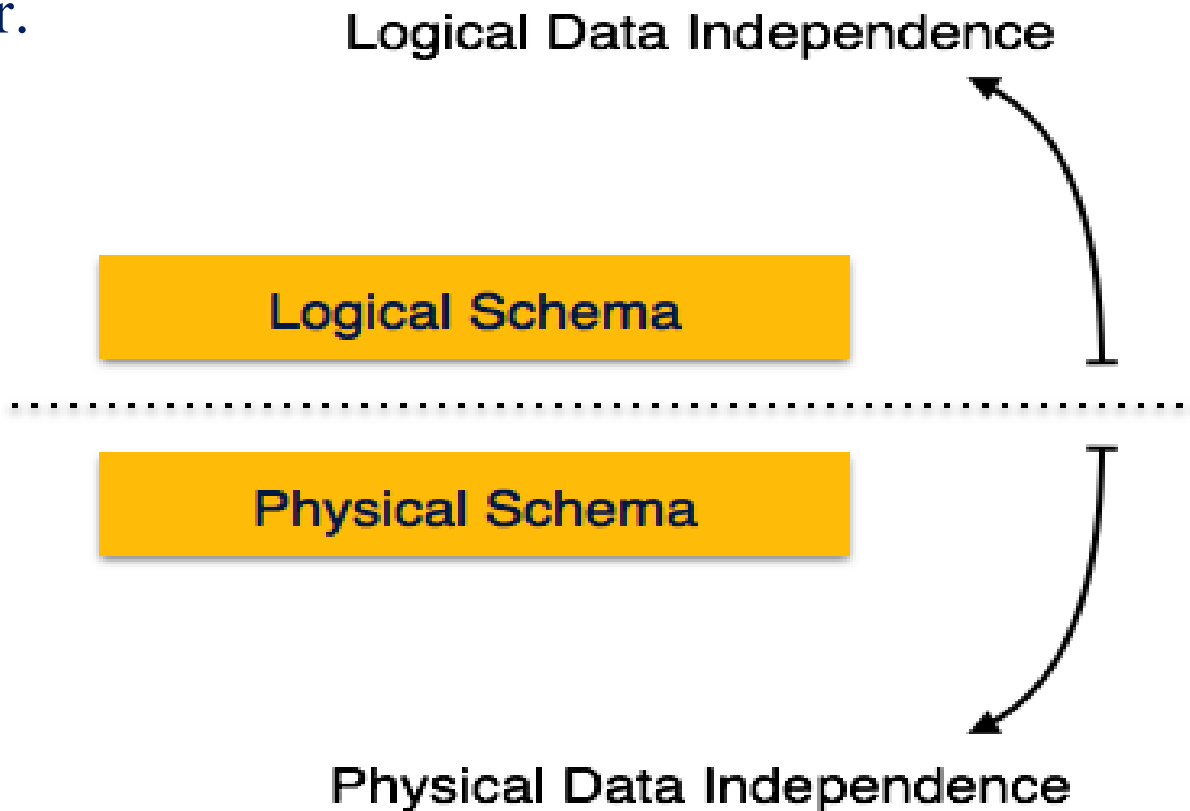 r.
Logical Data Independence
Logical Schema
Physical Schema
Physical Data Independence